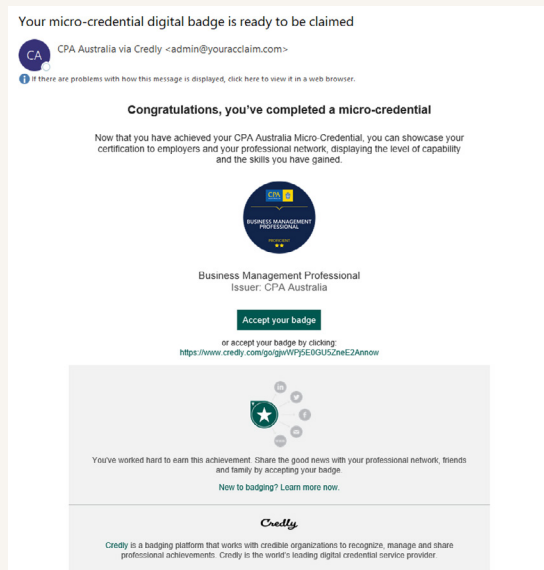 Your micro-credential digital badge is ready to be claimed
CA
CPA Australia via Credly <admin@youracclaim.com>
If there are problems with how this message is displayed, click here to view it in a web browser.
Congratulations, you've completed a micro-credential
Now that you have achieved your CPA Australia Micro-Credential, you can showcase your
certification to employers and your professional network, displaying the level of capability
and the skills you have gained.
CPA
BUSINESS MANAGEMENT
PROFESSIONAL
PROFICIENT
Business Management Professional
Issuer: CPA Australia
Accept your badge
or accept your badge by clicking:
https://www.credly.com/go/gjwWPj5E0GU5ZneE2Annow
in
You've worked hard to earn this achievement. Share the good news with your professional network, friends
and family by accepting your badge.
New to badging? Learn more now.
Credly
Credly is a badging platform that works with credible organizations to recognize, manage and share
professional achievements. Credly is the world's leading digital credential service provider.